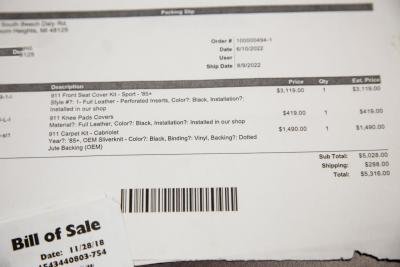 Packing Slip
South Beach Daly Rd.
Heights, MI 48125
Order # 100000494-1
Date 6/10/2022
User
Ship Date 8/9/2022
Description Price Qty Ext. Price
911 Front Seat Cover Kit - Sport - '85+ $3,119.00 1 $3,119.00
Style #?: 1- Full Leather - Perforated Inserts, Color?: Black, Installation?:
Installed in our shop
911 Knee Pads Covers $419.00 1 $419.00
Material?: Full Leather, Color?: Black, Installation?: Installed in our shop
911 Carpet Kit - Cabriolet $1,490.00 1 $1,490.00
Year?: '85+, OEM Silverknit - Color?: Black, Binding?: Vinyl, Backing?: Dotted
Jute Backing (OEM)
Sub Total: $5,028.00
Shipping: $288.00
Total: $5,316.00
Bill of Sale
Date: 11/28/18
1543440803-754